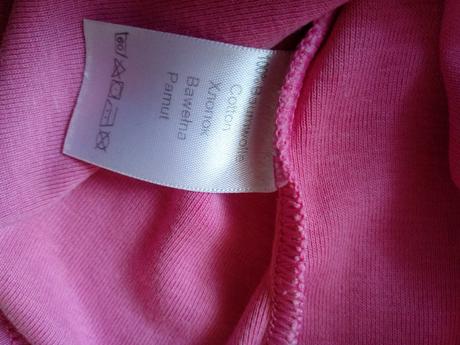 100%Baumwolle
Cotton
Хлопок
Bawełna
Pamut